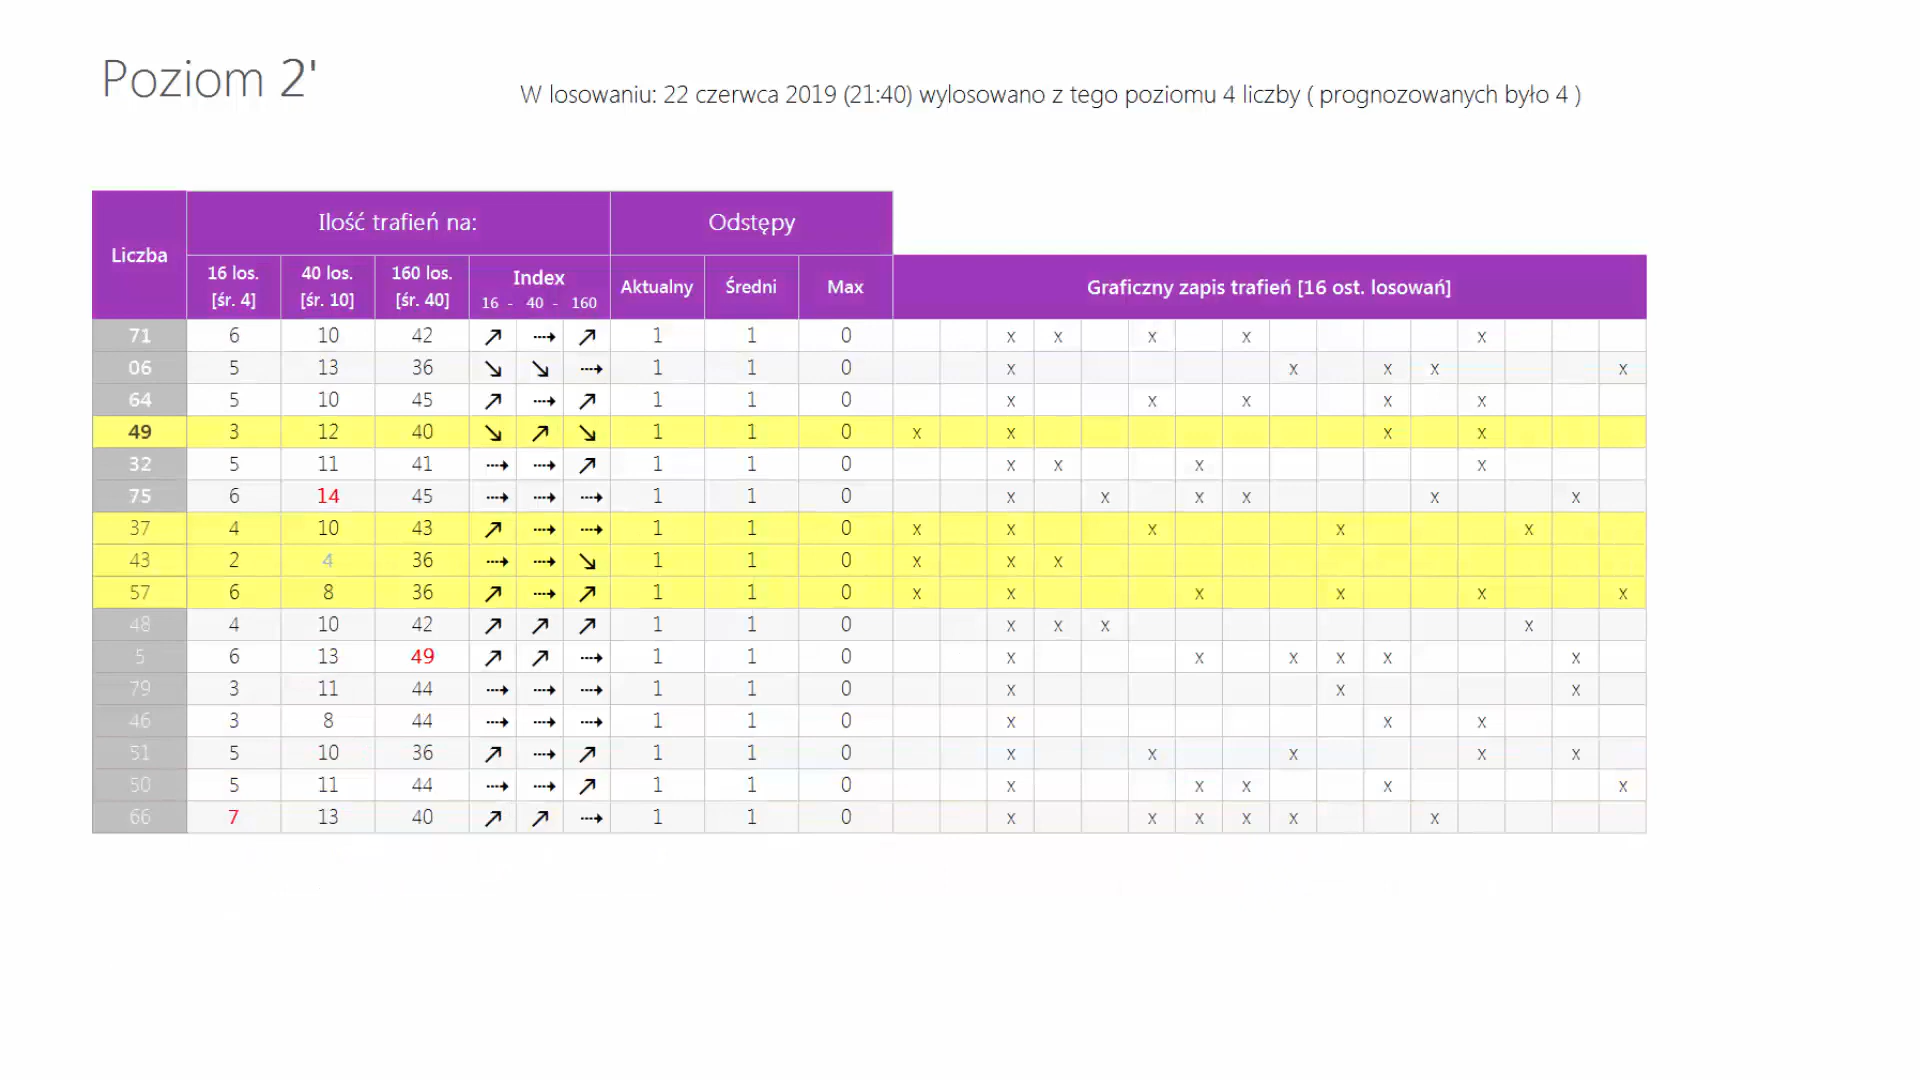 Poziom 2'
W losowaniu: 22 czerwca 2019 (21:40) wylosowano z tego poziomu 4 liczby ( prognozowanych było 4 )
Liczba Ilość trafień na: Odstępy
16 los. [śr. 4] 40 los. [śr. 10] 160 los. [śr. 40] Index 16 - 40 - 160 Aktualny Średni Max Graficzny zapis trafień [16 ost. losowań]
71 6 10 42 ↗ → ↗ 1 1 0 x x x x x
06 5 13 36 ↘ ↘ → 1 1 0 x x x x x
64 5 10 45 ↗ → ↗ 1 1 0 x x x x x
49 3 12 40 ↘ ↗ ↘ 1 1 0 x x x x
32 5 11 41 → → ↗ 1 1 0 x x x x
75 6 14 45 → → → 1 1 0 x x x x x x
37 4 10 43 ↗ → → 1 1 0 x x x x x
43 2 4 36 → → ↘ 1 1 0 x x x
57 6 8 36 ↗ → ↗ 1 1 0 x x x x x x
48 4 10 42 ↗ ↗ ↗ 1 1 0 x x x x
5 6 13 49 ↗ ↗ → 1 1 0 x x x x x x
79 3 11 44 → → → 1 1 0 x x x
46 3 8 44 → → → 1 1 0 x x x
51 5 10 36 ↗ → ↗ 1 1 0 x x x x x
50 5 11 44 → → ↗ 1 1 0 x x x x x
66 7 13 40 ↗ ↗ → 1 1 0 x x x x x x